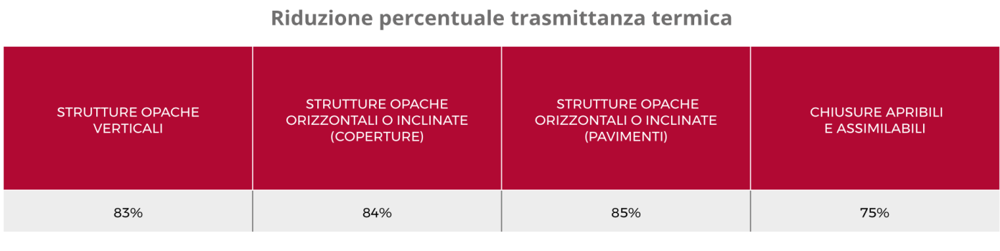 Riduzione percentuale trasmittanza termica
STRUTTURE OPACHE
VERTICALI
STRUTTURE OPACHE
ORIZZONTALI O INCLINATE
(COPERTURE)
STRUTTURE OPACHE
ORIZZONTALI O INCLINATE
(PAVIMENTI)
CHIUSURE APRIBILI
E ASSIMILABILI
83%
84%
85%
75%